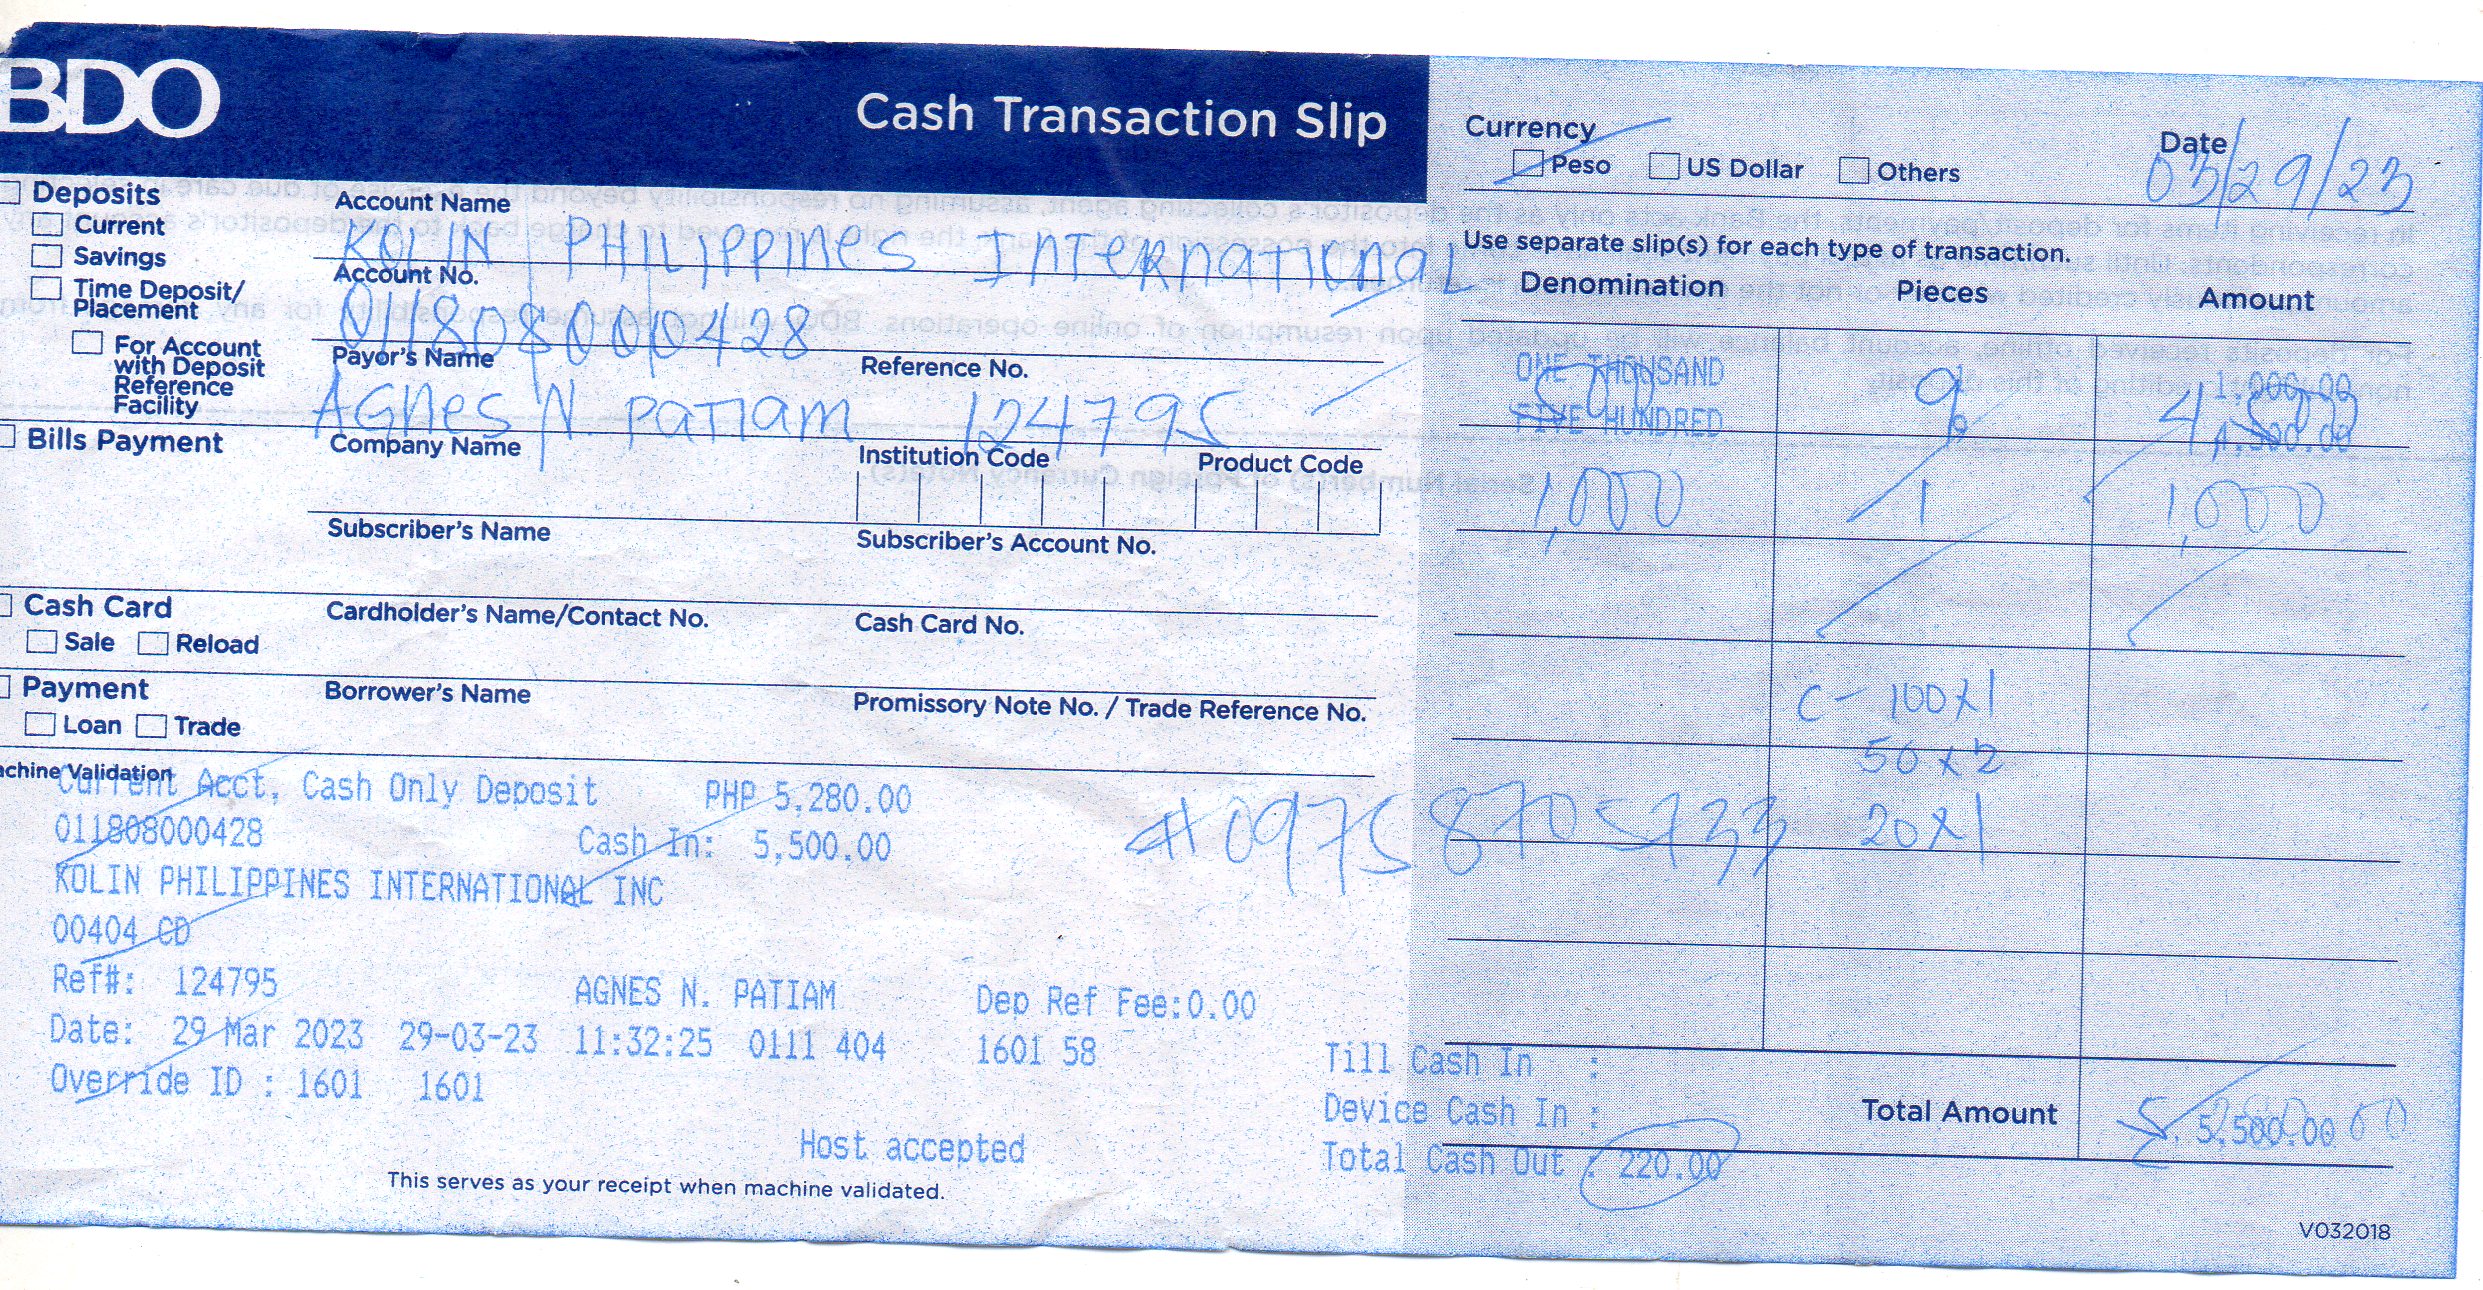 BDO
Cash Transaction Slip
Currency
Peso
US Dollar
Others
Date
03/29/23
Deposits
Current
Savings
Time Deposit/
Placement
For Account
with Deposit
Reference
Facility
Account Name
KOLIN PHILIPPINES INTERNATIONAL
Account No.
011808000428
Payor's Name
Reference No.
AGNES N. PATIAM 124795
Use separate slip(s) for each type of transaction.
Denomination Pieces Amount
ONE THOUSAND 1 1,000.00
500 9 4,500
FIVE HUNDRED 9 4,500.00
1,000 1 1,000
Bills Payment
Company Name
Institution Code
Product Code
Subscriber's Name
Subscriber's Account No.
Cash Card
Sale
Reload
Cardholder's Name/Contact No.
Cash Card No.
Payment
Loan
Trade
Borrower's Name
Promissory Note No. / Trade Reference No.
C - 100x1
50x2
20x1
Machine Validation
Current Acct. Cash Only Deposit PHP 5,280.00
011808000428 Cash In: 5,500.00
KOLIN PHILIPPINES INTERNATIONAL INC
00404 CD
Ref#: 124795 AGNES N. PATIAM Dep Ref Fee:0.00
Date: 29 Mar 2023 29-03-23 11:32:25 0111 404 1601 58
Override ID : 1601 1601
Host accepted
# 09758705733
Till Cash In :
Device Cash In :
Total Cash Out : 220.00
Total Amount 5,500.00
This serves as your receipt when machine validated.
V032018